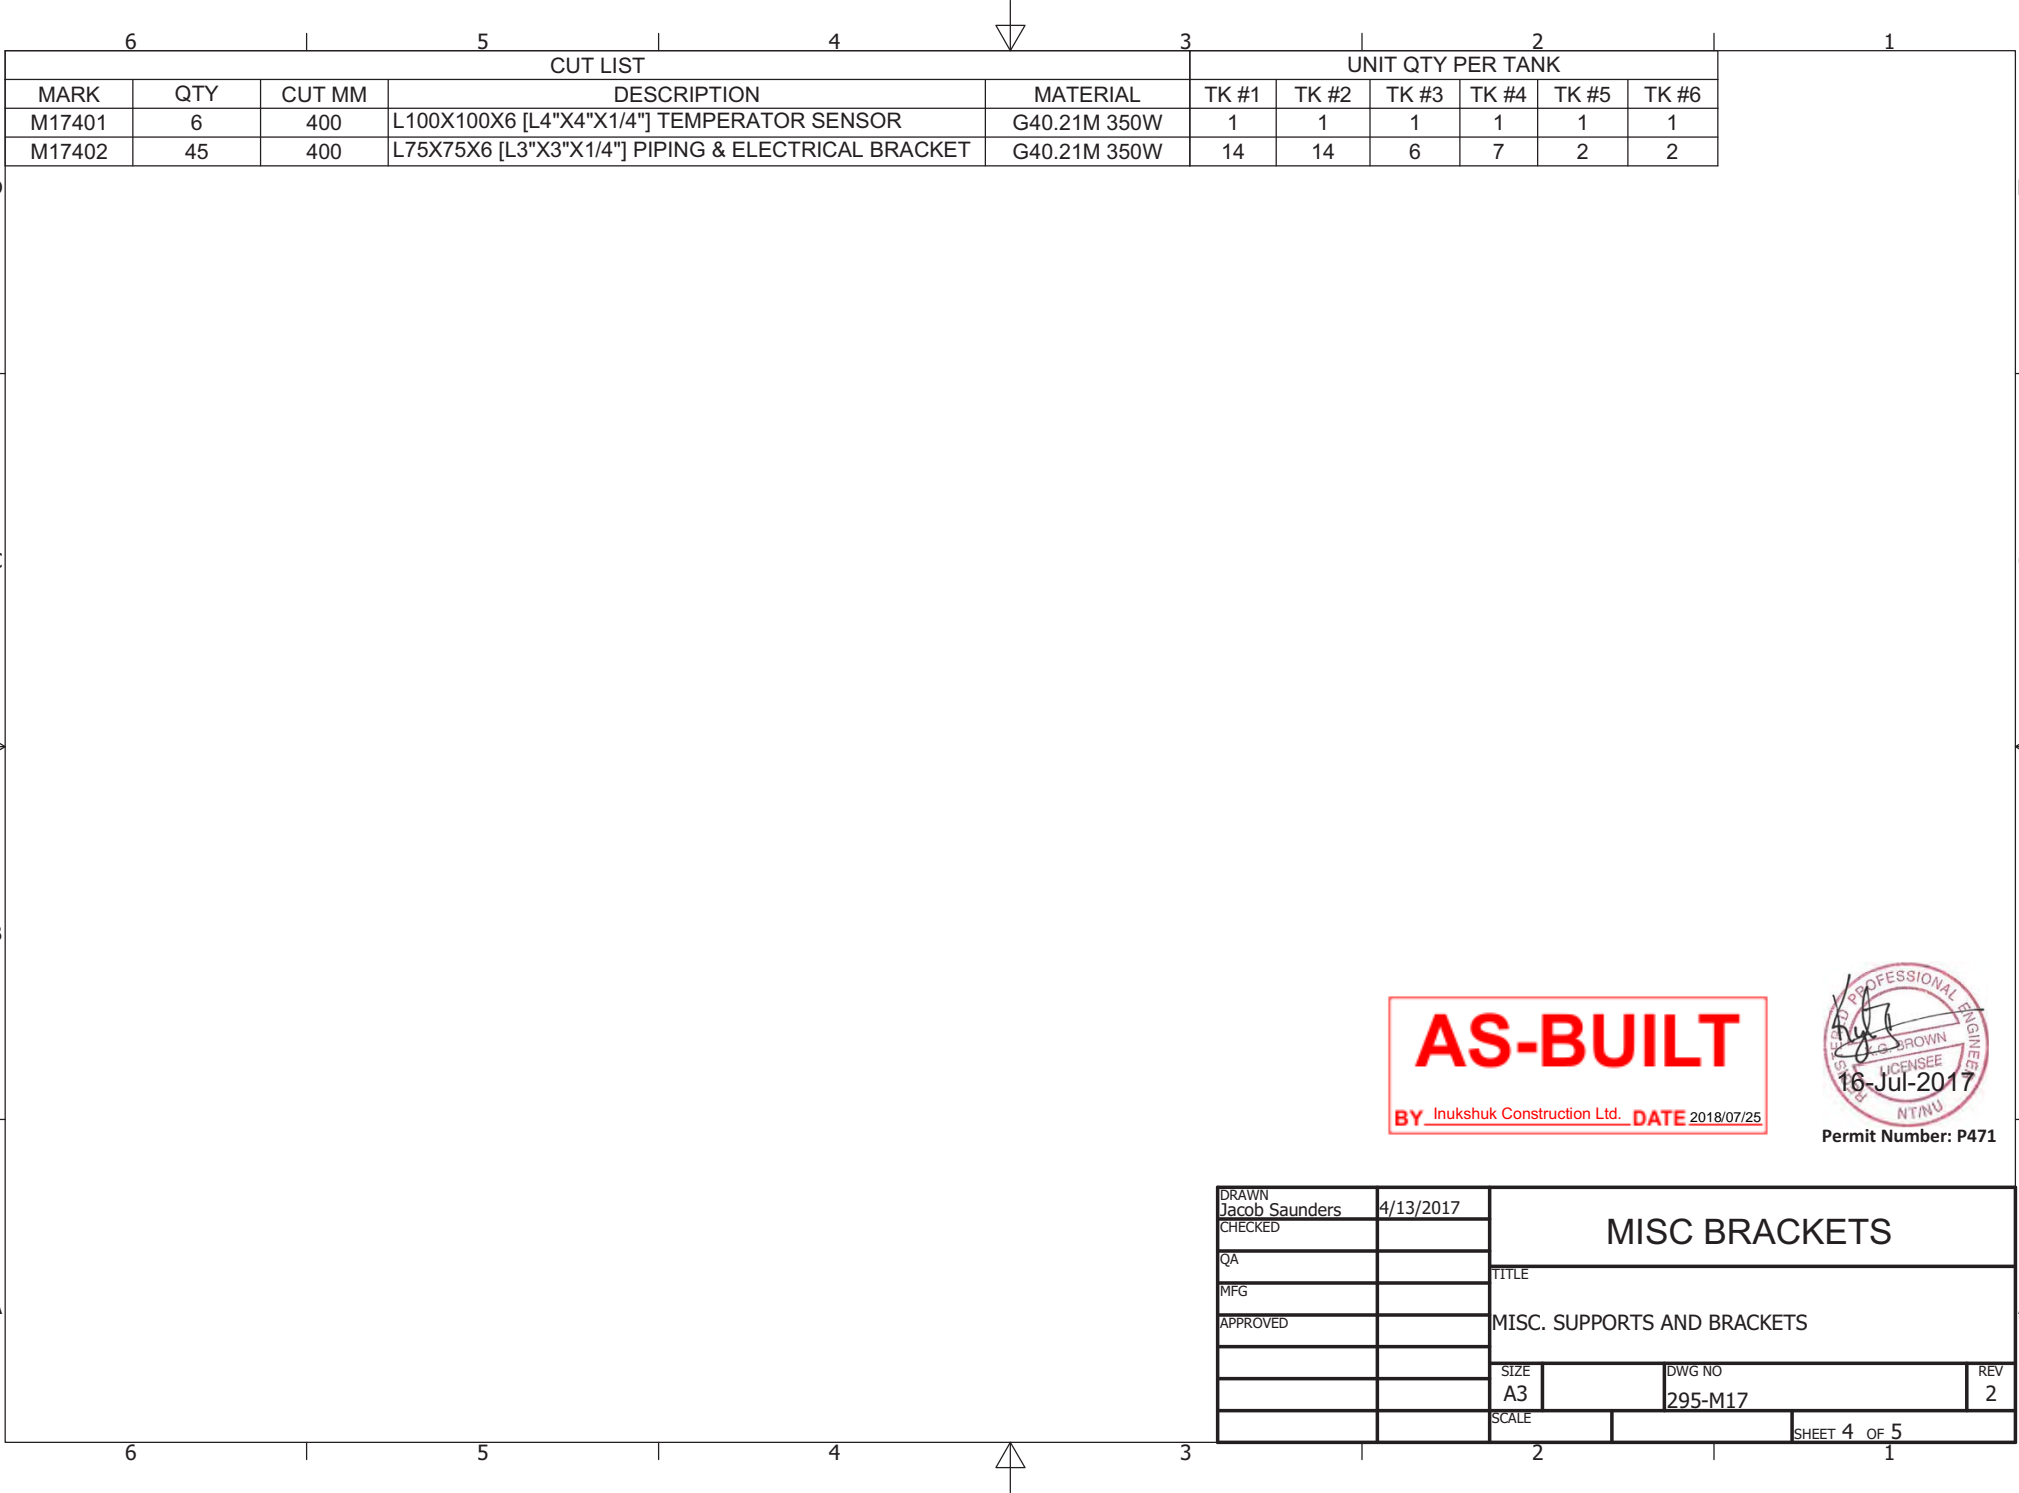 6 5 4 3 2 1
CUT LIST UNIT QTY PER TANK
MARK QTY CUT MM DESCRIPTION MATERIAL TK #1 TK #2 TK #3 TK #4 TK #5 TK #6
M17401 6 400 L100X100X6 [L4"X4"X1/4"] TEMPERATOR SENSOR G40.21M 350W 1 1 1 1 1 1
M17402 45 400 L75X75X6 [L3"X3"X1/4"] PIPING & ELECTRICAL BRACKET G40.21M 350W 14 14 6 7 2 2
AS-BUILT
BY Inukshuk Construction Ltd. DATE 2018/07/25
REGISTERED PROFESSIONAL ENGINEER
K.G. BROWN
LICENSEE
16-Jul-2017
NT/NU
Permit Number: P471
DRAWN
Jacob Saunders 4/13/2017
CHECKED
QA
MFG
APPROVED
MISC BRACKETS
TITLE
MISC. SUPPORTS AND BRACKETS
SIZE
A3
DWG NO
295-M17
REV
2
SCALE
SHEET 4 OF 5
6 5 4 3 2 1